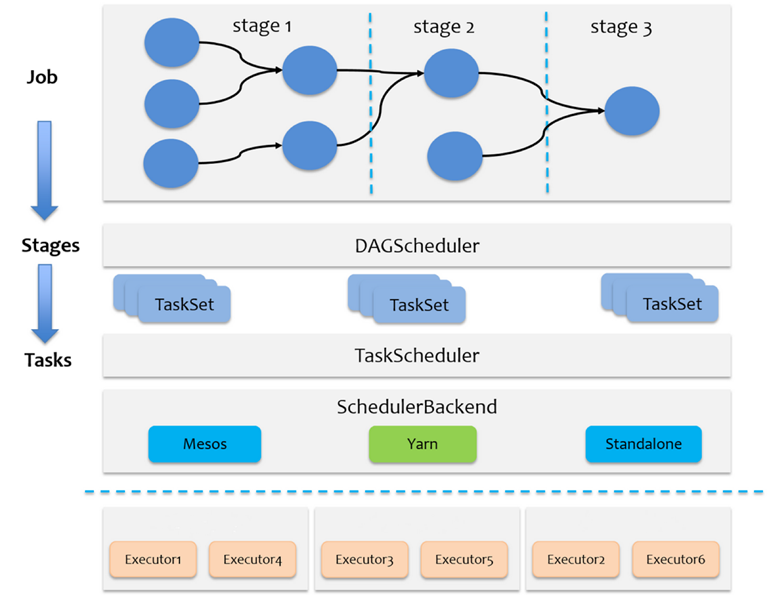 stage 1
stage 2
stage 3
Job
Stages
DAGScheduler
TaskSet
TaskSet
TaskSet
Tasks
TaskScheduler
SchedulerBackend
Mesos
Yarn
Standalone
Executor1
Executor4
Executor3
Executor5
Executor2
Executor6